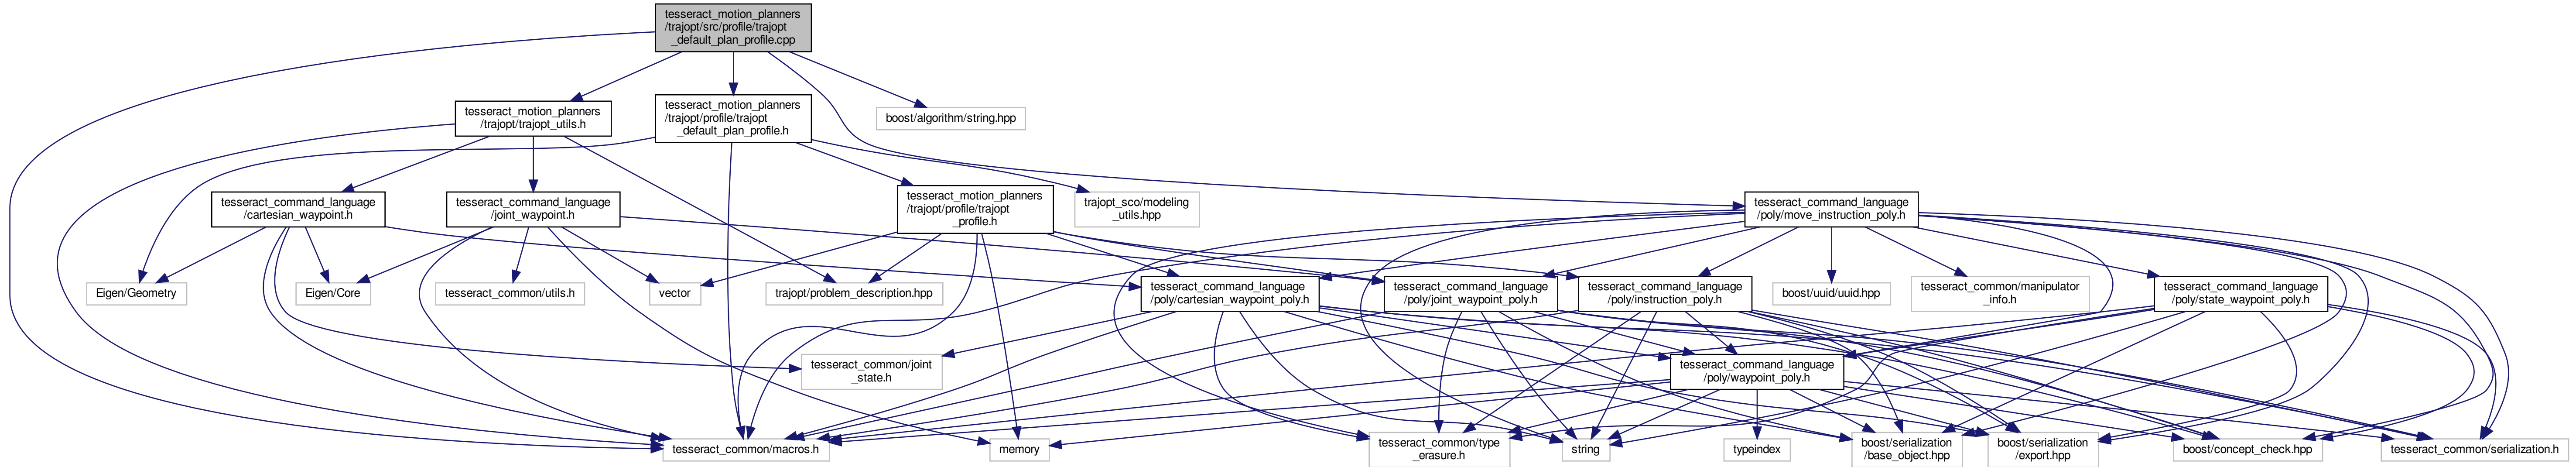 tesseract_motion_planners
/trajopt/src/profile/trajopt
_default_plan_profile.cpp
tesseract_motion_planners
/trajopt/trajopt_utils.h
tesseract_motion_planners
/trajopt/profile/trajopt
_default_plan_profile.h
boost/algorithm/string.hpp
tesseract_command_language
/cartesian_waypoint.h
tesseract_command_language
/joint_waypoint.h
tesseract_motion_planners
/trajopt/profile/trajopt
_profile.h
trajopt_sco/modeling
_utils.hpp
tesseract_command_language
/poly/move_instruction_poly.h
Eigen/Geometry
Eigen/Core
tesseract_common/utils.h
vector
trajopt/problem_description.hpp
tesseract_command_language
/poly/cartesian_waypoint_poly.h
tesseract_command_language
/poly/joint_waypoint_poly.h
tesseract_command_language
/poly/instruction_poly.h
boost/uuid/uuid.hpp
tesseract_common/manipulator
_info.h
tesseract_command_language
/poly/state_waypoint_poly.h
tesseract_common/joint
_state.h
tesseract_command_language
/poly/waypoint_poly.h
tesseract_common/macros.h
memory
tesseract_common/type
_erasure.h
string
typeindex
boost/serialization
/base_object.hpp
boost/serialization
/export.hpp
boost/concept_check.hpp
tesseract_common/serialization.h